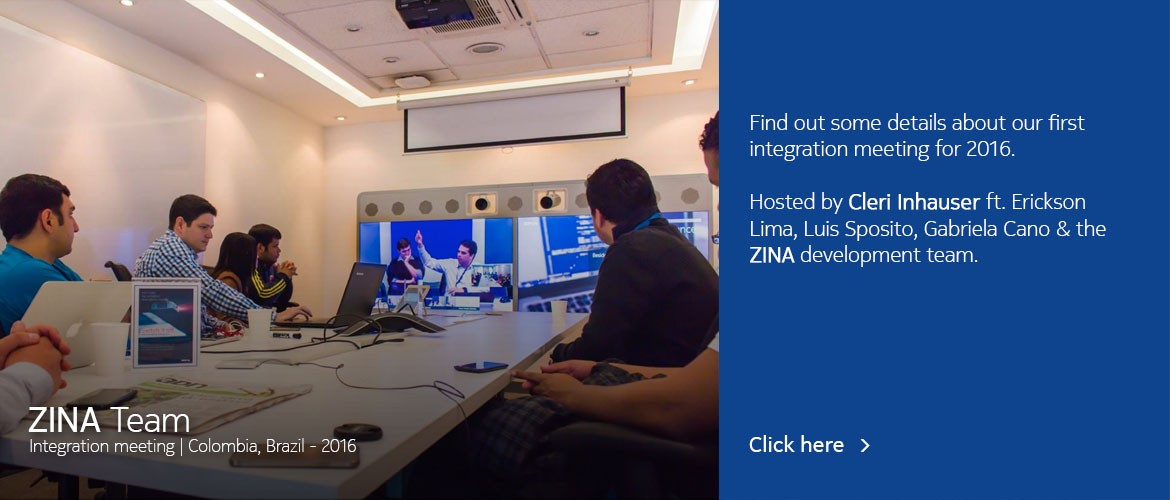 ZINA Team
Integration meeting | Colombia, Brazil - 2016
Find out some details about our first
integration meeting for 2016.
Hosted by Cleri Inhauser ft. Erickson
Lima, Luis Sposito, Gabriela Cano & the
ZINA development team.
Click here >